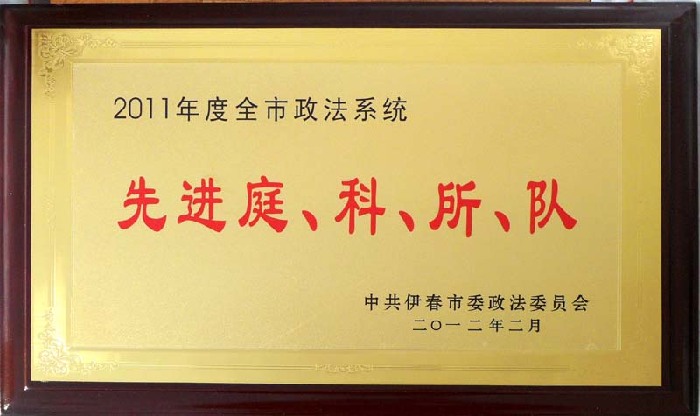 2011年度全市政法系统
先进庭、科、所、队
中共伊春市委政法委员会
二〇一二年二月